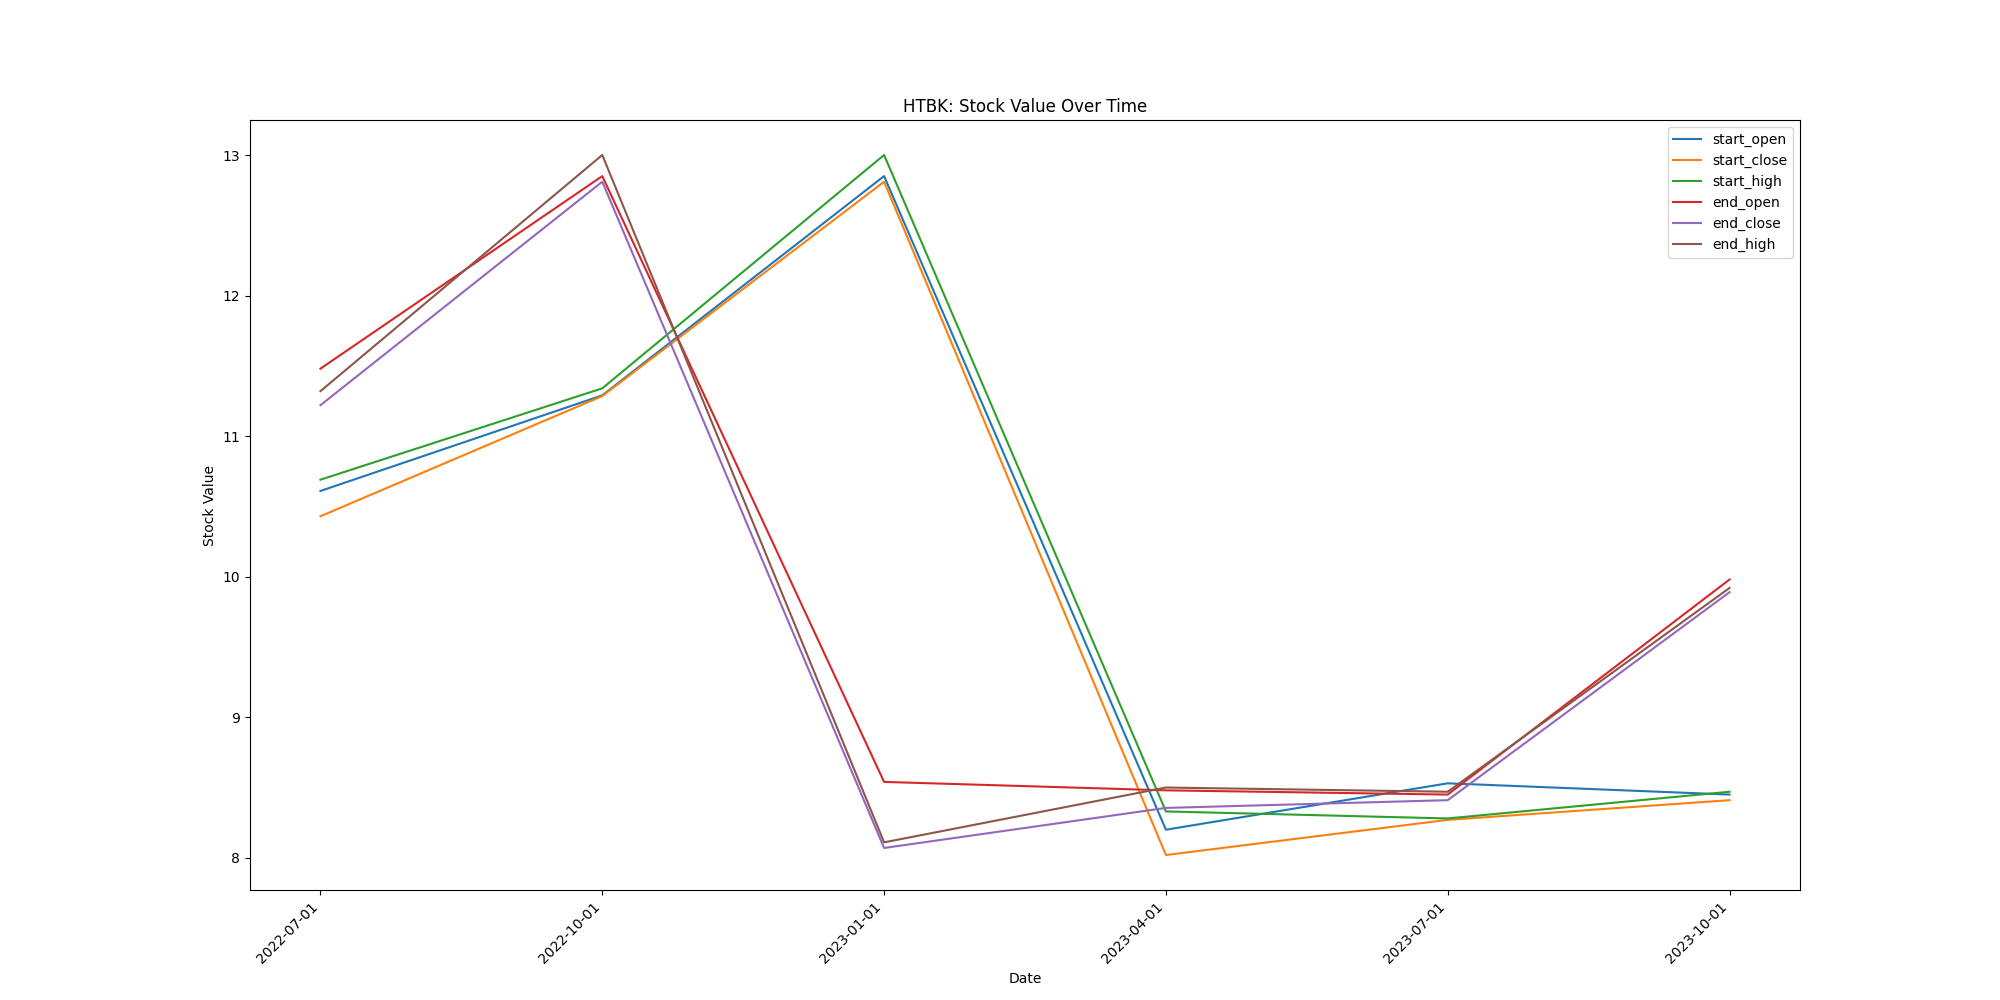 HTBK: Stock Value Over Time
start_open
start_close
start_high
end_open
end_close
end_high
Stock Value
13
12
11
10
9
8
2022-07-01
2022-10-01
2023-01-01
2023-04-01
2023-07-01
2023-10-01
Date